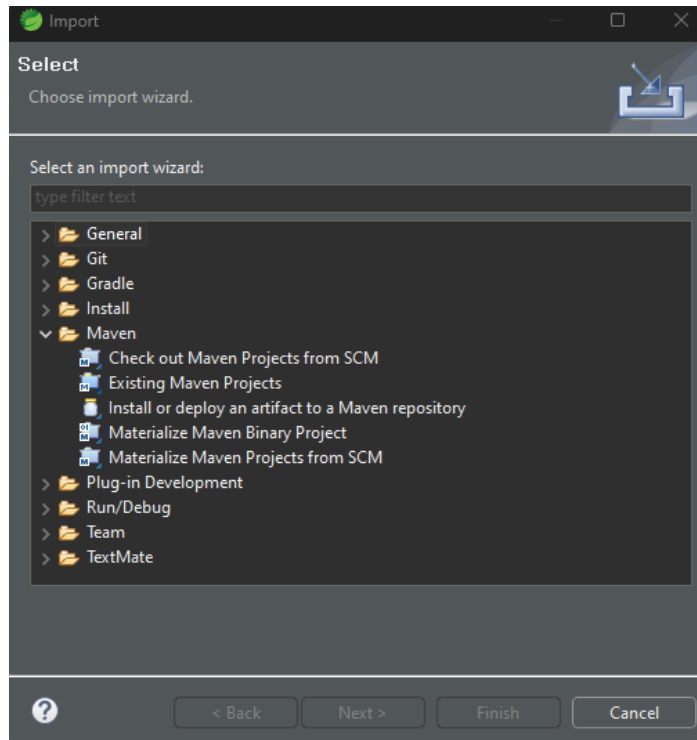 Import
Select
Choose import wizard.
Select an import wizard:
type filter text
General
Git
Gradle
Install
Maven
Check out Maven Projects from SCM
Existing Maven Projects
Install or deploy an artifact to a Maven repository
Materialize Maven Binary Project
Materialize Maven Projects from SCM
Plug-in Development
Run/Debug
Team
TextMate
? < Back Next > Finish Cancel